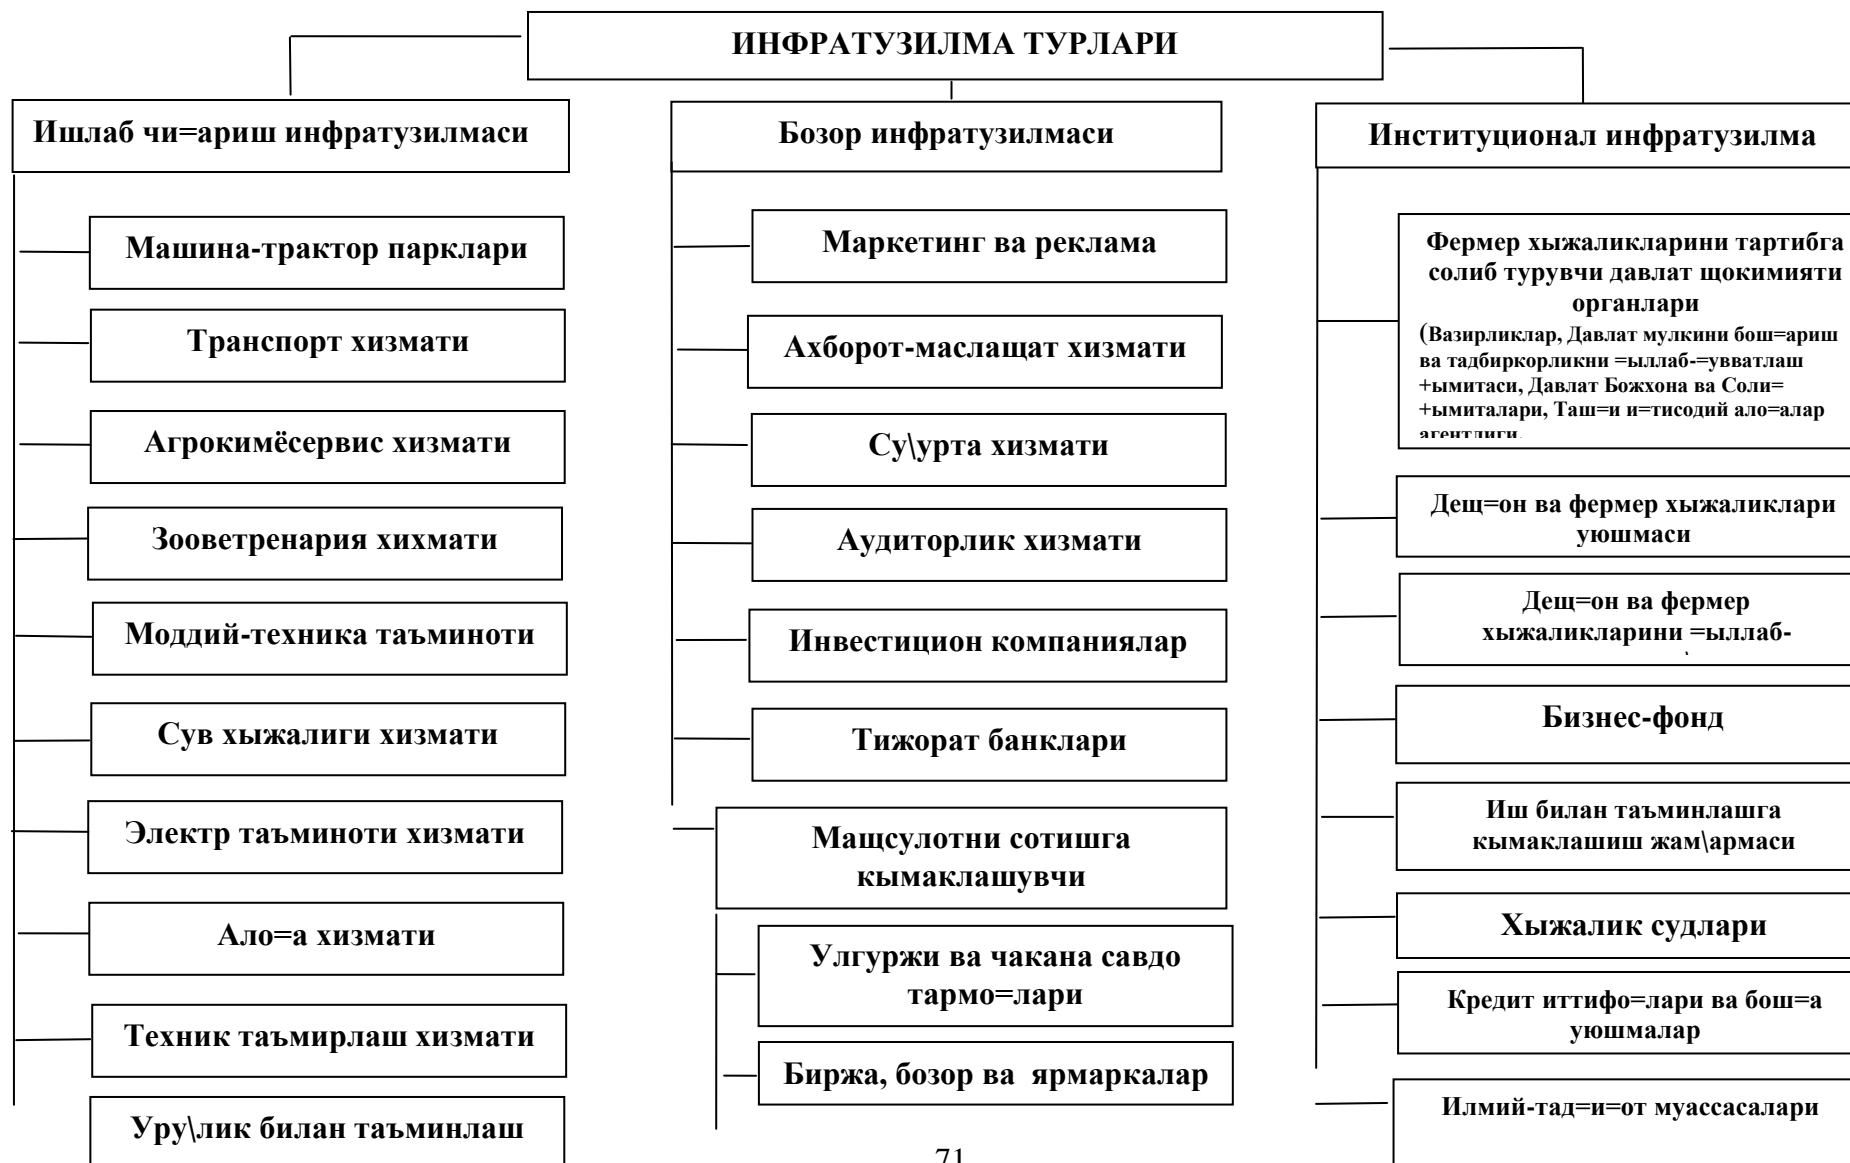 ИНФРАТУЗИЛМА ТУРЛАРИ
Ишлаб чи=ариш инфратузилмаси
Машина-трактор парклари
Транспорт хизмати
Агрокимёсервис хизмати
Зооветренария хихмати
Моддий-техника таъминоти
Сув хыжалиги хизмати
Электр таъминоти хизмати
Ало=а хизмати
Техник таъмирлаш хизмати
Уру\лик билан таъминлаш
Бозор инфратузилмаси
Маркетинг ва реклама
Ахборот-маслащат хизмати
Су\урта хизмати
Аудиторлик хизмати
Инвестицион компаниялар
Тижорат банклари
Мащсулотни сотишга
кымаклашувчи
Улгуржи ва чакана савдо
тармо=лари
Биржа, бозор ва ярмаркалар
Институционал инфратузилма
Фермер хыжаликларини тартибга
солиб турувчи давлат щокимияти
органлари
(Вазирликлар, Давлат мулкини бош=ариш
ва тадбиркорликни =ыллаб-=увватлаш
+ымитаси, Давлат Божхона ва Соли=
+ымиталари, Таш=и и=тисодий ало=алар
агентлиги.
Дещ=он ва фермер хыжаликлари
уюшмаси
Дещ=он ва фермер
хыжаликларини =ыллаб-
Бизнес-фонд
Иш билан таъминлашга
кымаклашиш жам\армаси
Хыжалик судлари
Кредит иттифо=лари ва бош=а
уюшмалар
Илмий-тад=и=от муассасалари
71